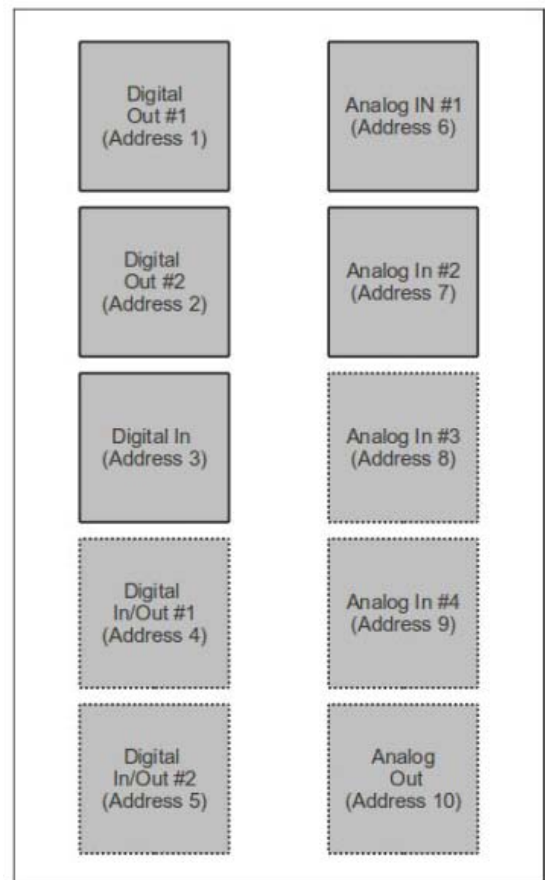 Digital
Out #1
(Address 1)
Analog IN #1
(Address 6)
Digital
Out #2
(Address 2)
Analog In #2
(Address 7)
Digital In
(Address 3)
Analog In #3
(Address 8)
Digital
In/Out #1
(Address 4)
Analog In #4
(Address 9)
Digital
In/Out #2
(Address 5)
Analog
Out
(Address 10)